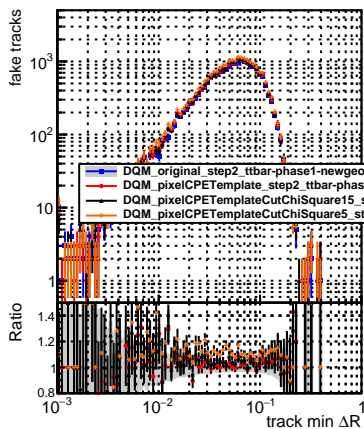 fake tracks
10³
10²
10
1
DQM_original_step2_ttbar-phase1-newgeo
DQM_pixelCPETemplate_step2_ttbar-pha
DQM_pixelCPETemplateCutChiSquare15_s
DQM_pixelCPETemplateCutChiSquare5_st
Ratio
1.4
1.2
1
0.8
10⁻³ 10⁻² 10⁻¹ 1
track min ΔR